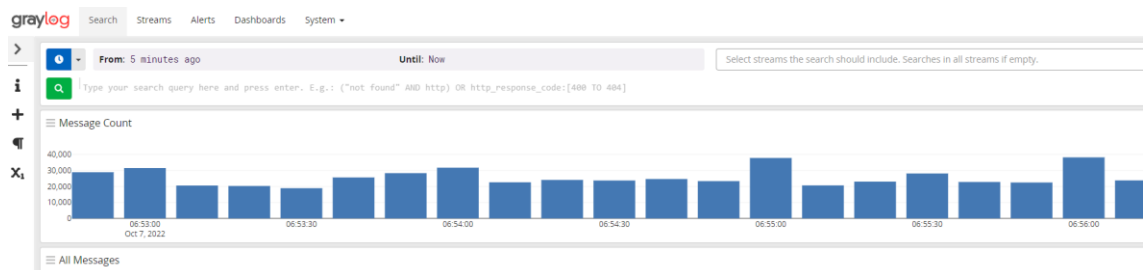 graylog Search Streams Alerts Dashboards System
From: 5 minutes ago Until: Now Select streams the search should include. Searches in all streams if empty.
Type your search query here and press enter. E.g.: ("not found" AND http) OR http_response_code:[400 TO 404]
Message Count
40,000
30,000
20,000
10,000
0
06:53:00 06:53:30 06:54:00 06:54:30 06:55:00 06:55:30 06:56:00
Oct 7, 2022
All Messages